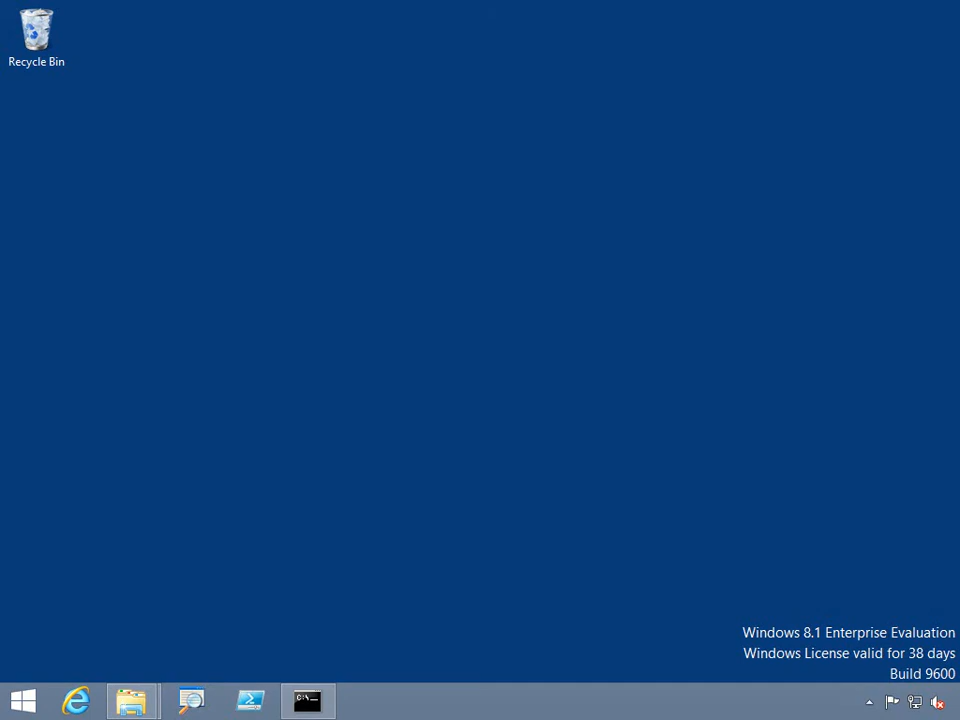 Recycle Bin
Windows 8.1 Enterprise Evaluation
Windows License valid for 38 days
Build 9600
C:\._